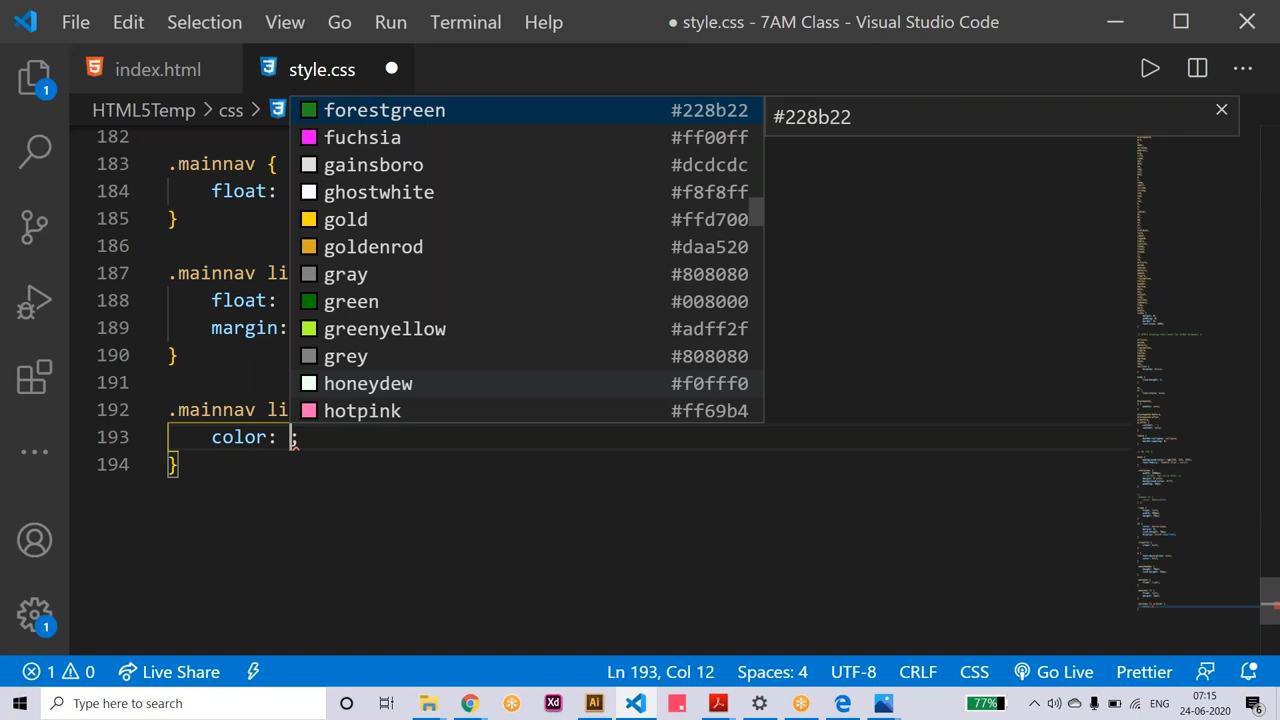 File Edit Selection View Go Run Terminal Help ● style.css - 7AM Class - Visual Studio Code
index.html style.css
HTML5Temp > css >
forestgreen #228b22 #228b22
182 fuchsia #ff00ff
183 .mainnav { gainsboro #dcdcdc
184 float: ghostwhite #f8f8ff
185 } gold #ffd700
186 goldenrod #daa520
187 .mainnav li gray #808080
188 float: green #008000
189 margin: greenyellow #adff2f
190 } grey #808080
191 honeydew #f0fff0
192 .mainnav li hotpink #ff69b4
193 color: ;
194 }
1
1
1 0 Live Share Ln 193, Col 12 Spaces: 4 UTF-8 CRLF CSS Go Live Prettier
Type here to search Xd Ai 77% ENG 07:15
24-06-2020 6